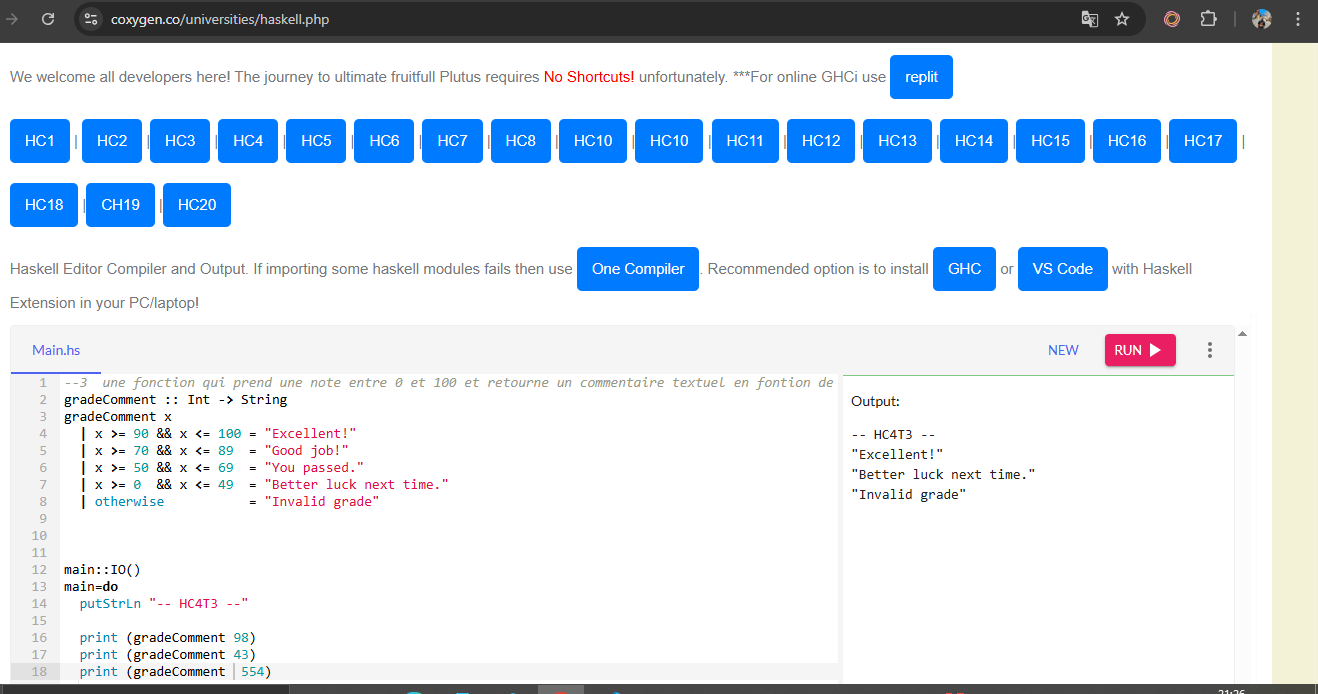 coxygen.co/universities/haskell.php
We welcome all developers here! The journey to ultimate fruitfull Plutus requires No Shortcuts! unfortunately. ***For online GHCi use replit
HC1 | HC2 | HC3 | HC4 | HC5 | HC6 | HC7 | HC8 | HC10 | HC10 | HC11 | HC12 | HC13 | HC14 | HC15 | HC16 | HC17 |
HC18 | CH19 | HC20
Haskell Editor Compiler and Output. If importing some haskell modules fails then use One Compiler . Recommended option is to install GHC or VS Code with Haskell
Extension in your PC/laptop!
Main.hs NEW RUN
1 --3  une fonction qui prend une note entre 0 et 100 et retourne un commentaire textuel en fontion de
2 gradeComment :: Int -> String
3 gradeComment x
4   | x >= 90 && x <= 100 = "Excellent!"
5   | x >= 70 && x <= 89  = "Good job!"
6   | x >= 50 && x <= 69  = "You passed."
7   | x >= 0  && x <= 49  = "Better luck next time."
8   | otherwise           = "Invalid grade"
9
10
11
12 main::IO()
13 main=do
14   putStrLn "-- HC4T3 --"
15
16   print (gradeComment 98)
17   print (gradeComment 43)
18   print (gradeComment  554)
Output:
-- HC4T3 --
"Excellent!"
"Better luck next time."
"Invalid grade"